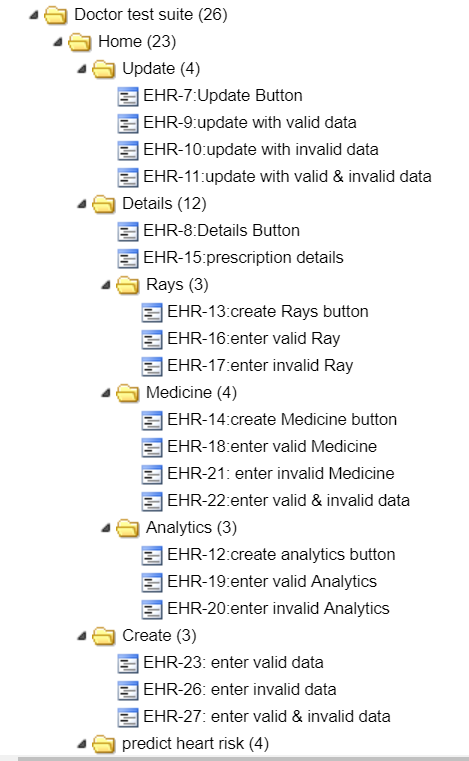 Doctor test suite (26)
Home (23)
Update (4)
EHR-7:Update Button
EHR-9:update with valid data
EHR-10:update with invalid data
EHR-11:update with valid & invalid data
Details (12)
EHR-8:Details Button
EHR-15:prescription details
Rays (3)
EHR-13:create Rays button
EHR-16:enter valid Ray
EHR-17:enter invalid Ray
Medicine (4)
EHR-14:create Medicine button
EHR-18:enter valid Medicine
EHR-21: enter invalid Medicine
EHR-22:enter valid & invalid data
Analytics (3)
EHR-12:create analytics button
EHR-19:enter valid Analytics
EHR-20:enter invalid Analytics
Create (3)
EHR-23: enter valid data
EHR-26: enter invalid data
EHR-27: enter valid & invalid data
predict heart risk (4)